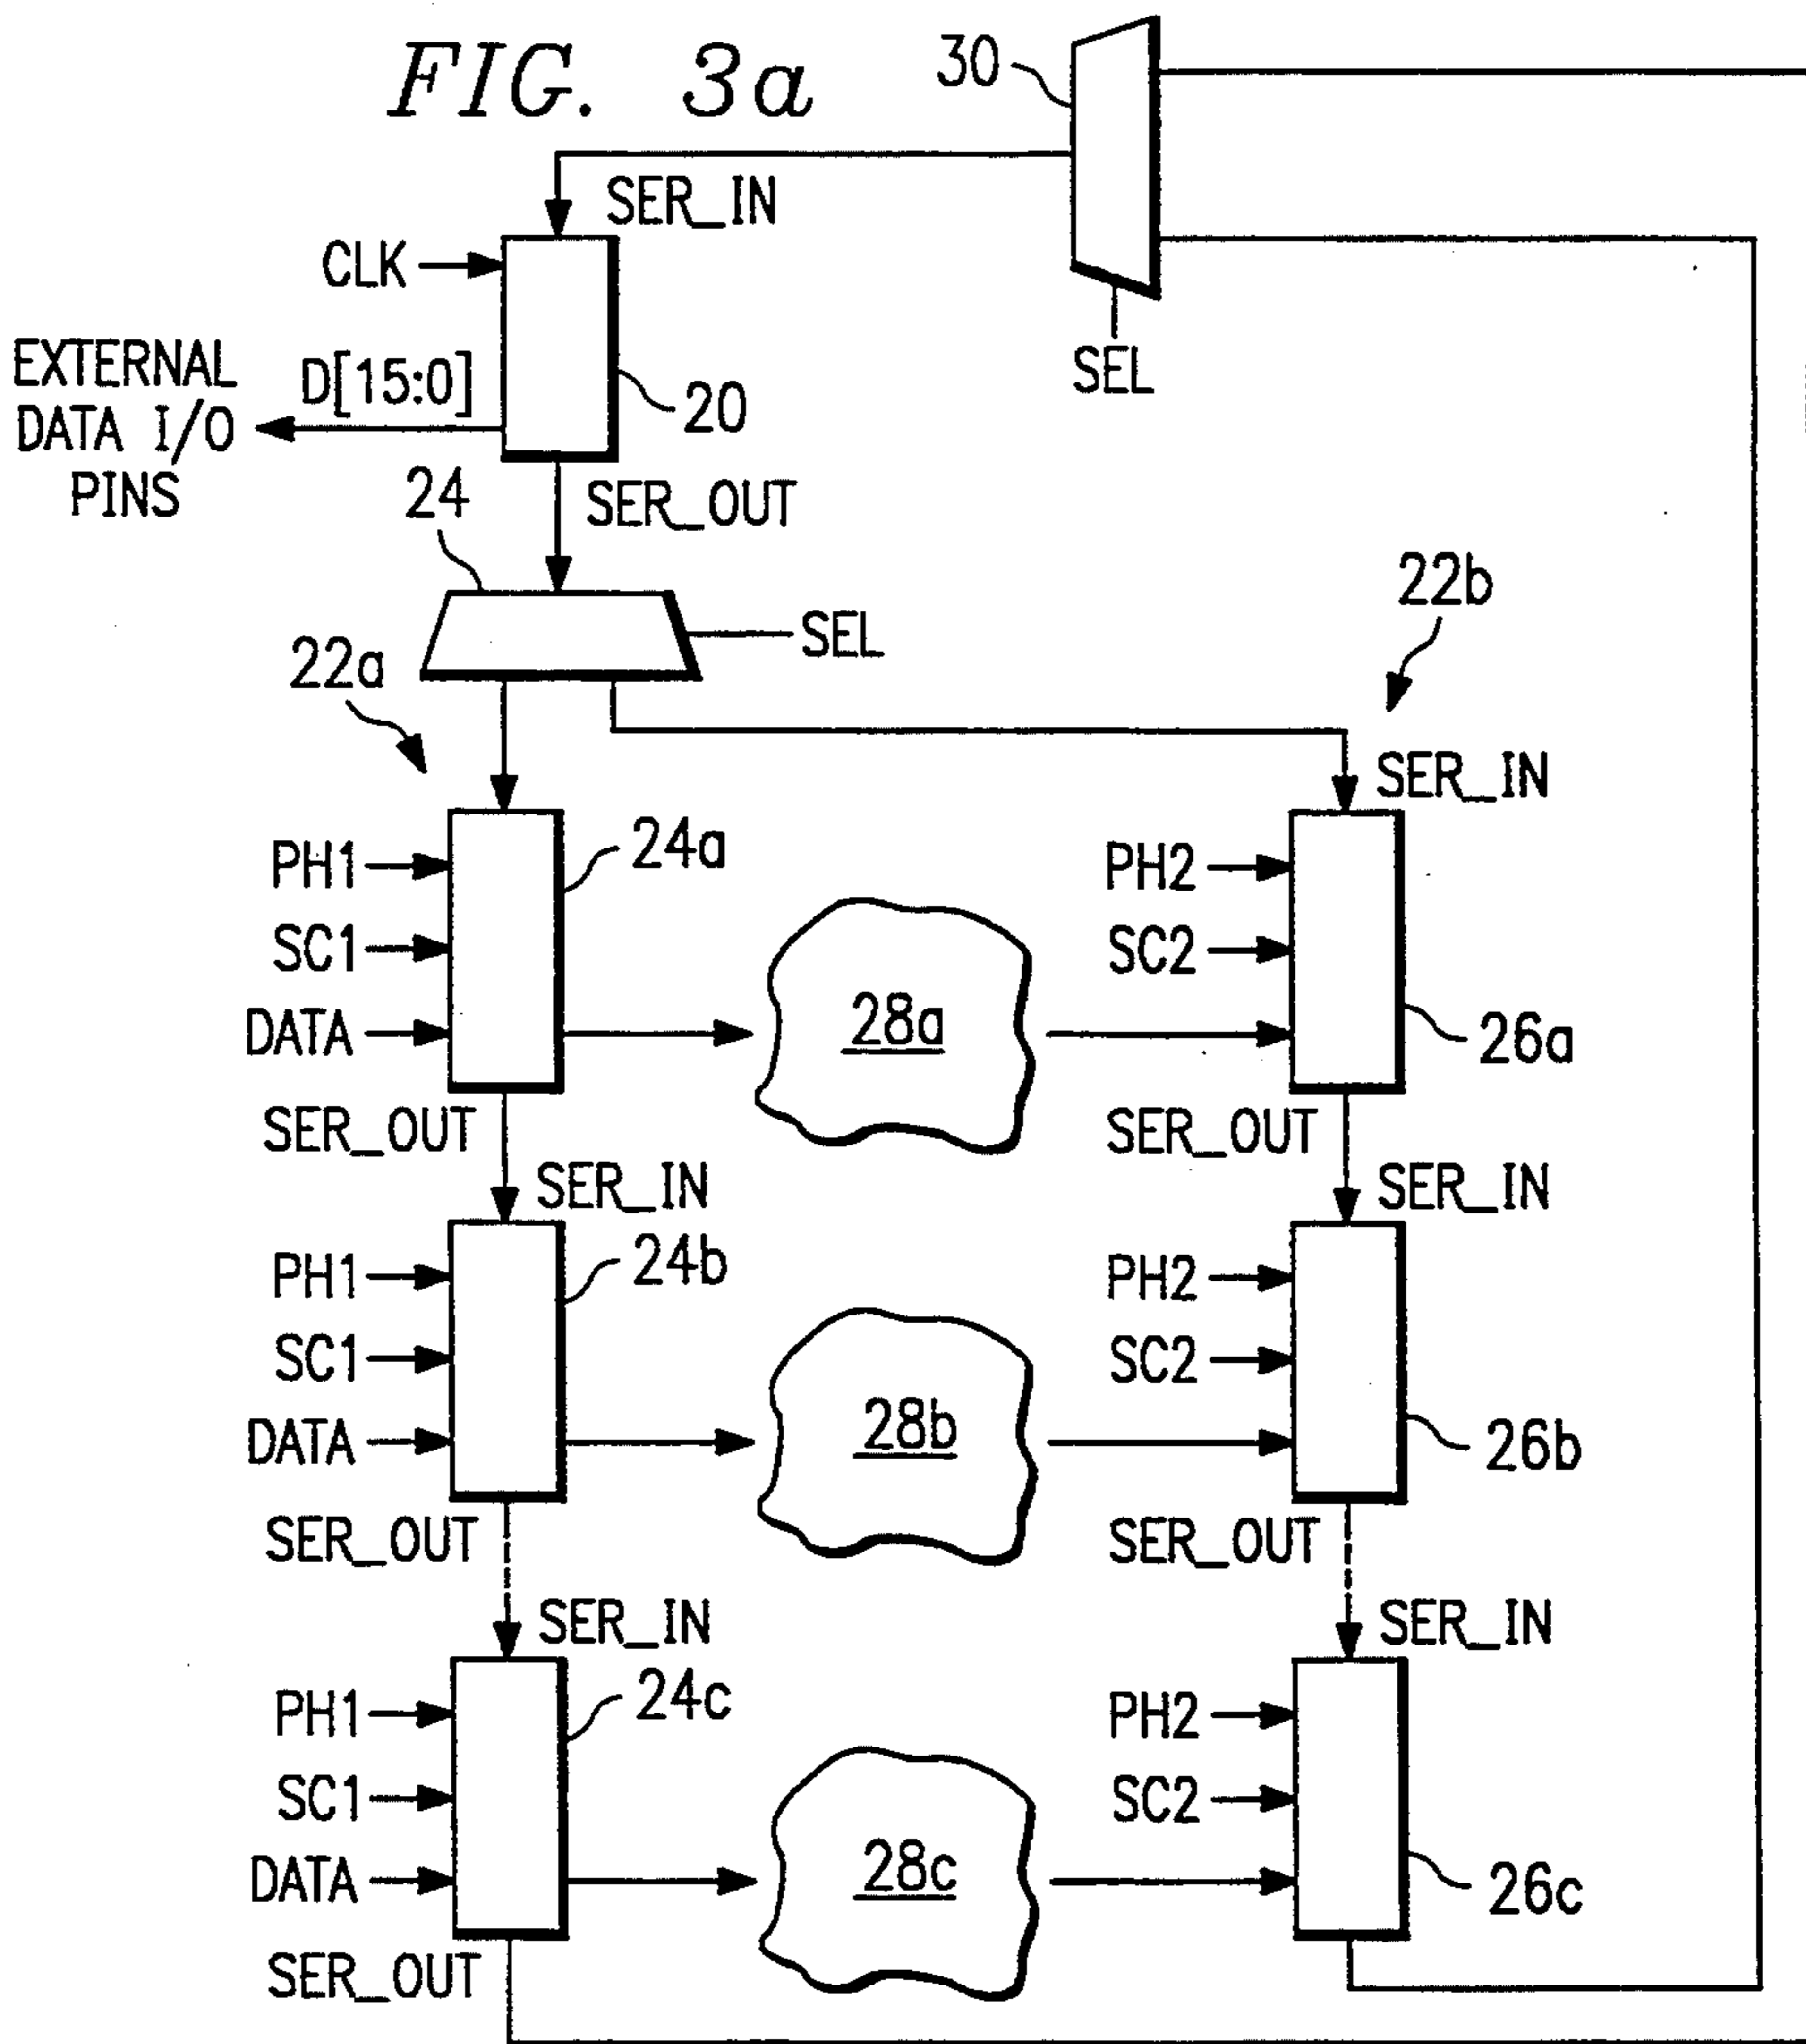 FIG. 3a
30
SER_IN
CLK
EXTERNAL
DATA I/O
PINS
D[15:0]
20
SEL
24
SER_OUT
22b
SEL
22a
SER_IN
PH1
24a
PH2
SC1
SC2
DATA
28a
26a
SER_OUT
SER_OUT
SER_IN
SER_IN
PH1
24b
PH2
SC1
SC2
DATA
28b
26b
SER_OUT
SER_OUT
SER_IN
SER_IN
PH1
24c
PH2
SC1
SC2
DATA
28c
26c
SER_OUT